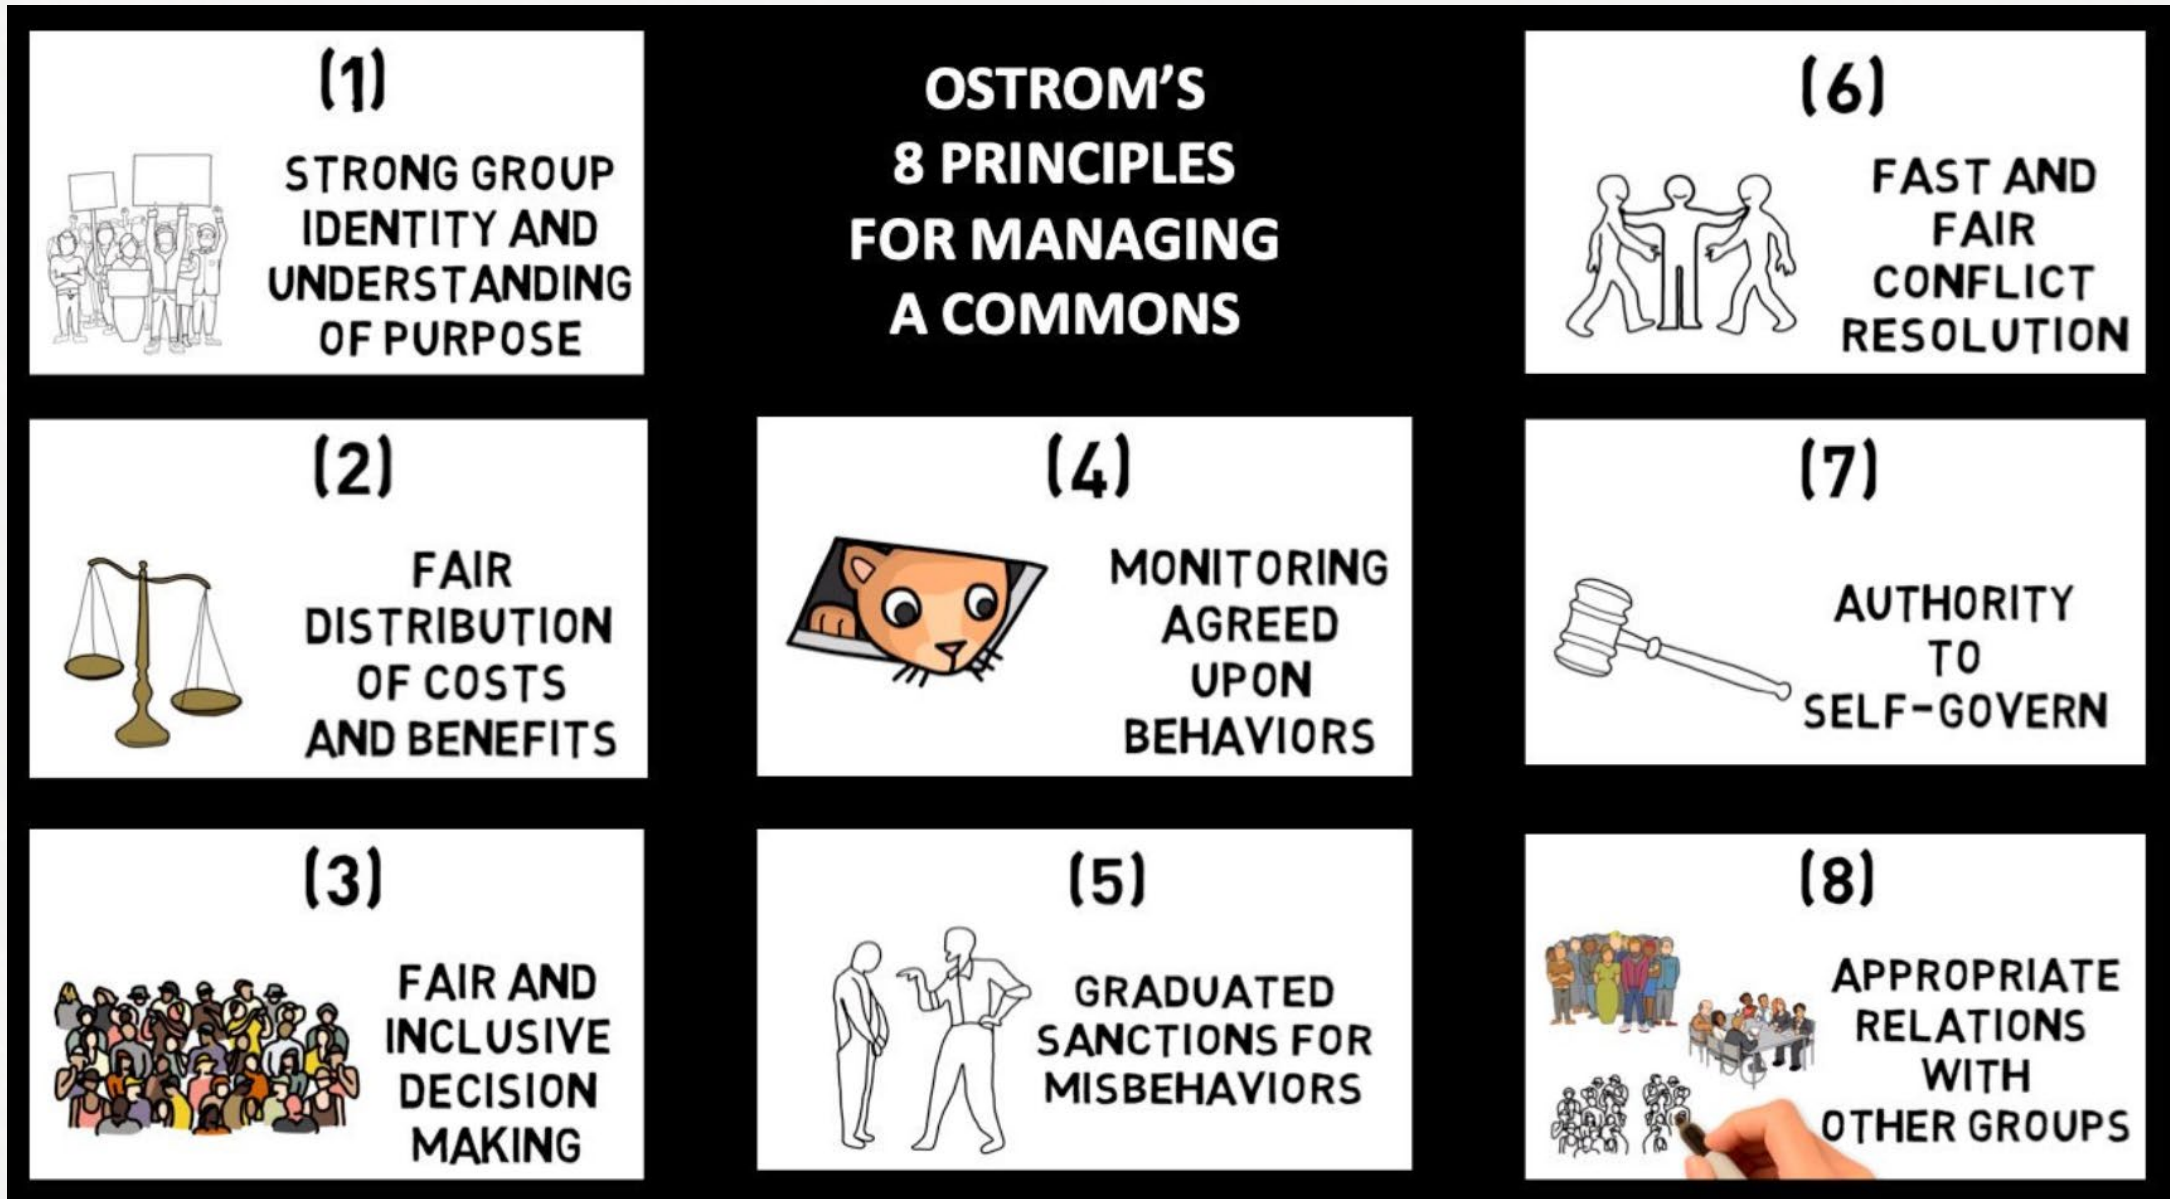 OSTROM'S
8 PRINCIPLES
FOR MANAGING
A COMMONS
(1)
STRONG GROUP
IDENTITY AND
UNDERSTANDING
OF PURPOSE
(2)
FAIR
DISTRIBUTION
OF COSTS
AND BENEFITS
(3)
FAIR AND
INCLUSIVE
DECISION
MAKING
(4)
MONITORING
AGREED
UPON
BEHAVIORS
(5)
GRADUATED
SANCTIONS FOR
MISBEHAVIORS
(6)
FAST AND
FAIR
CONFLICT
RESOLUTION
(7)
AUTHORITY
TO
SELF-GOVERN
(8)
APPROPRIATE
RELATIONS
WITH
OTHER GROUPS